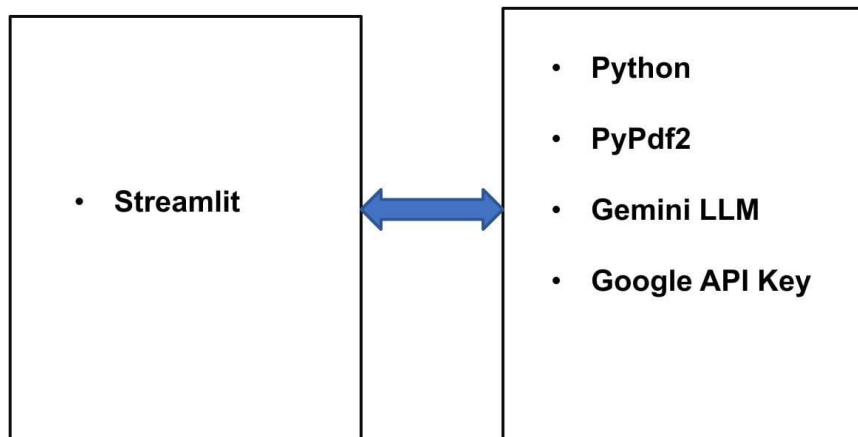 • Streamlit
• Python
• PyPdf2
• Gemini LLM
• Google API Key